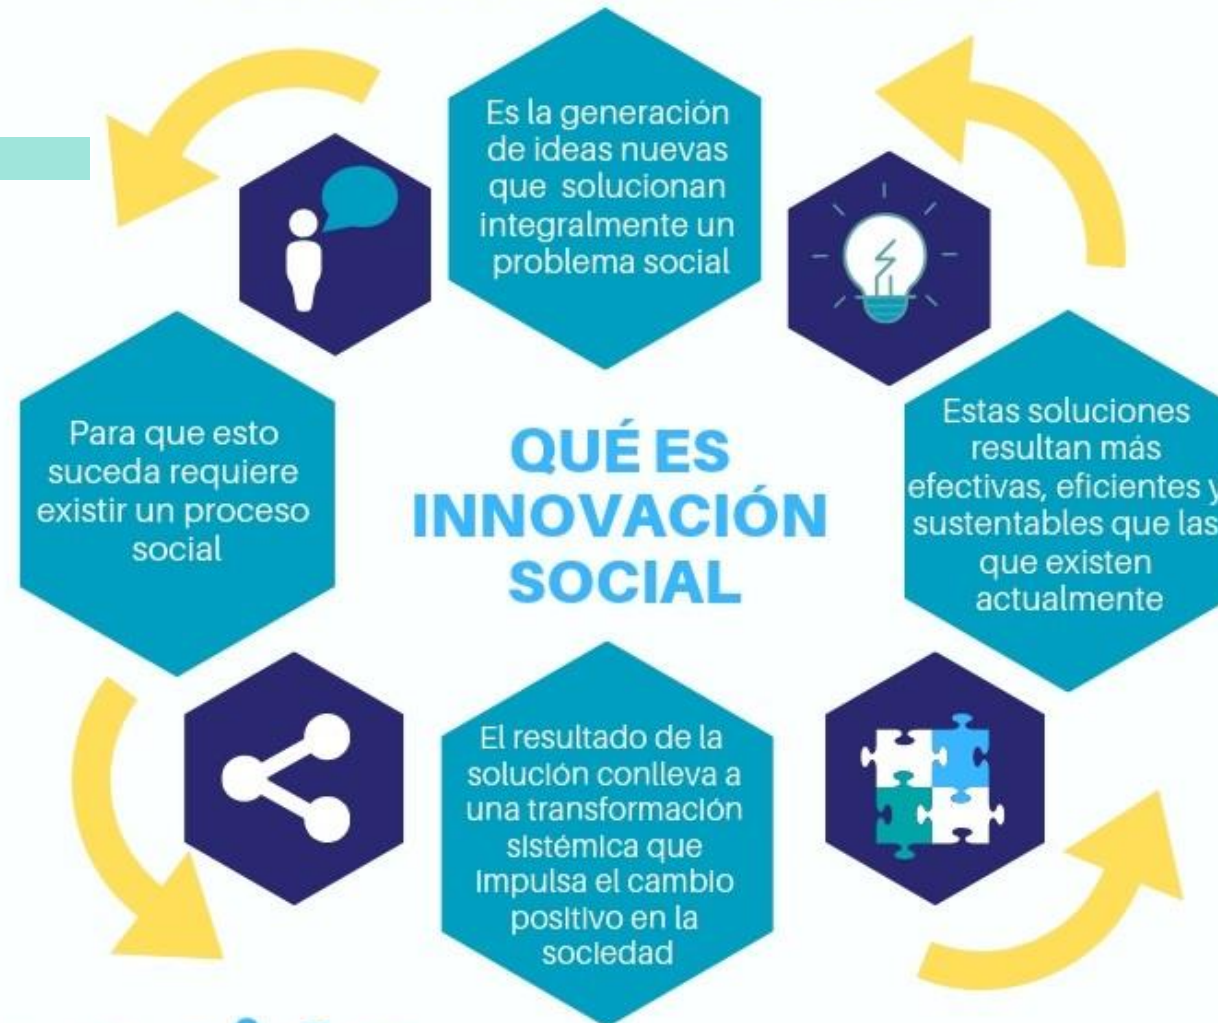 Es la generación
de ideas nuevas
que solucionan
integralmente un
problema social
Para que esto
suceda requiere
existir un proceso
social
QUÉ ES
INNOVACIÓN
SOCIAL
Estas soluciones
resultan más
efectivas, eficientes y
sustentables que las
que existen
actualmente
El resultado de la
solución conlleva a
una transformación
sistémica que
impulsa el cambio
positivo en la
sociedad